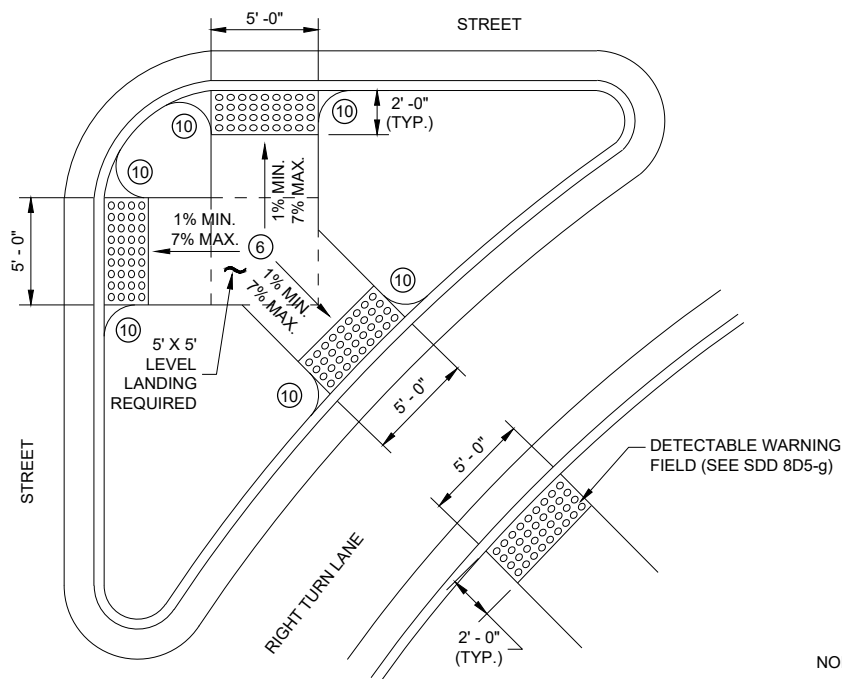 5' -0"
STREET
10
10
2' -0"
(TYP.)
10
1% MIN.
7% MAX.
1% MIN.
7% MAX.
6
5' - 0"
1% MIN.
7% MAX.
10
10
5' X 5'
LEVEL
LANDING
REQUIRED
10
5' - 0"
STREET
5' - 0"
DETECTABLE WARNING
FIELD (SEE SDD 8D5-g)
RIGHT TURN LANE
2' - 0"
(TYP.)
NO